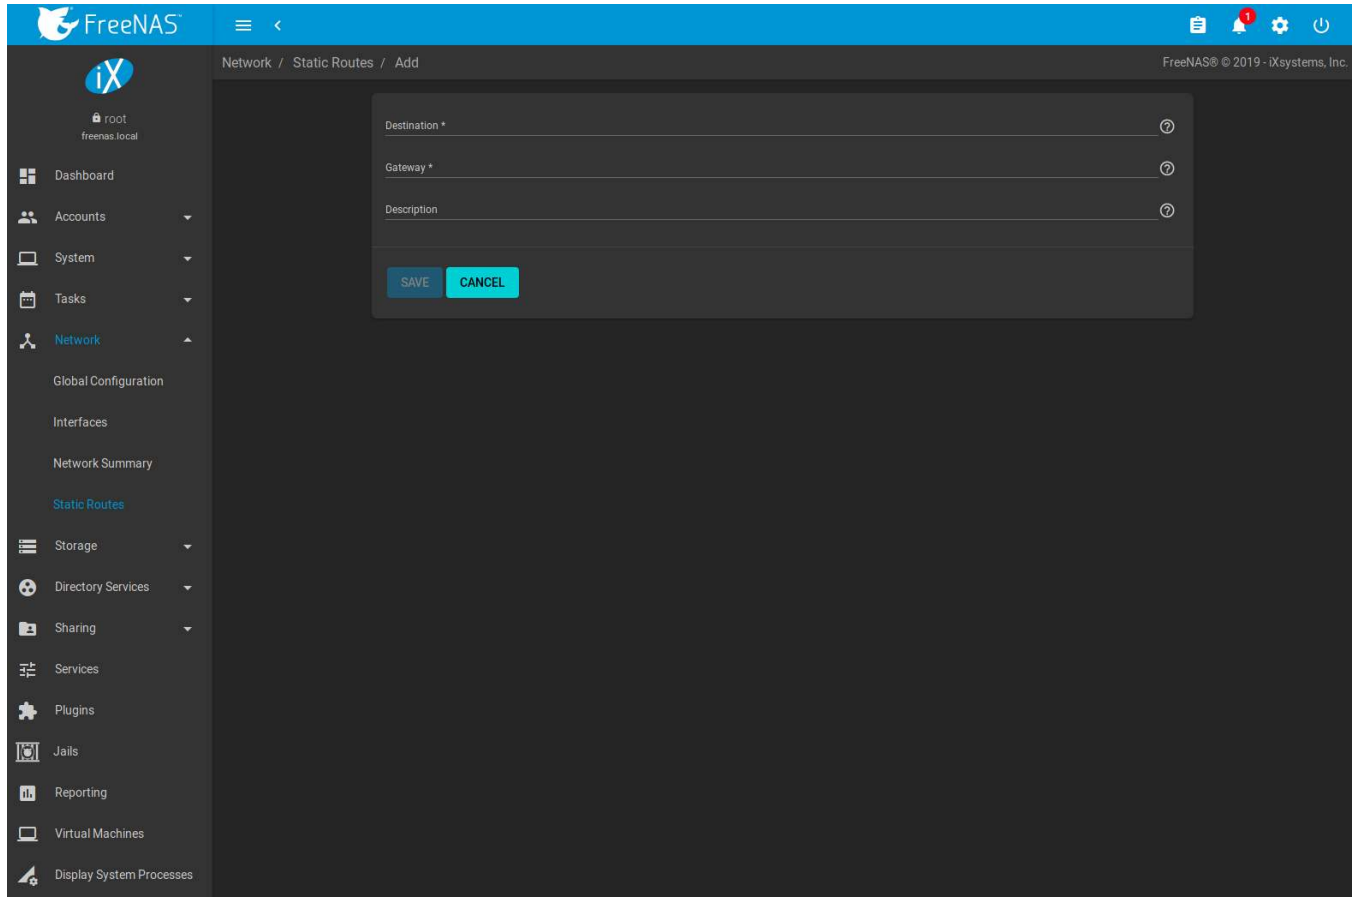 FreeNAS®
1
Network / Static Routes / Add
FreeNAS® © 2019 - iXsystems, Inc.
iX
root
freenas.local
Destination *
Gateway *
Description
SAVE
CANCEL
Dashboard
Accounts
System
Tasks
Network
Global Configuration
Interfaces
Network Summary
Static Routes
Storage
Directory Services
Sharing
Services
Plugins
Jails
Reporting
Virtual Machines
Display System Processes